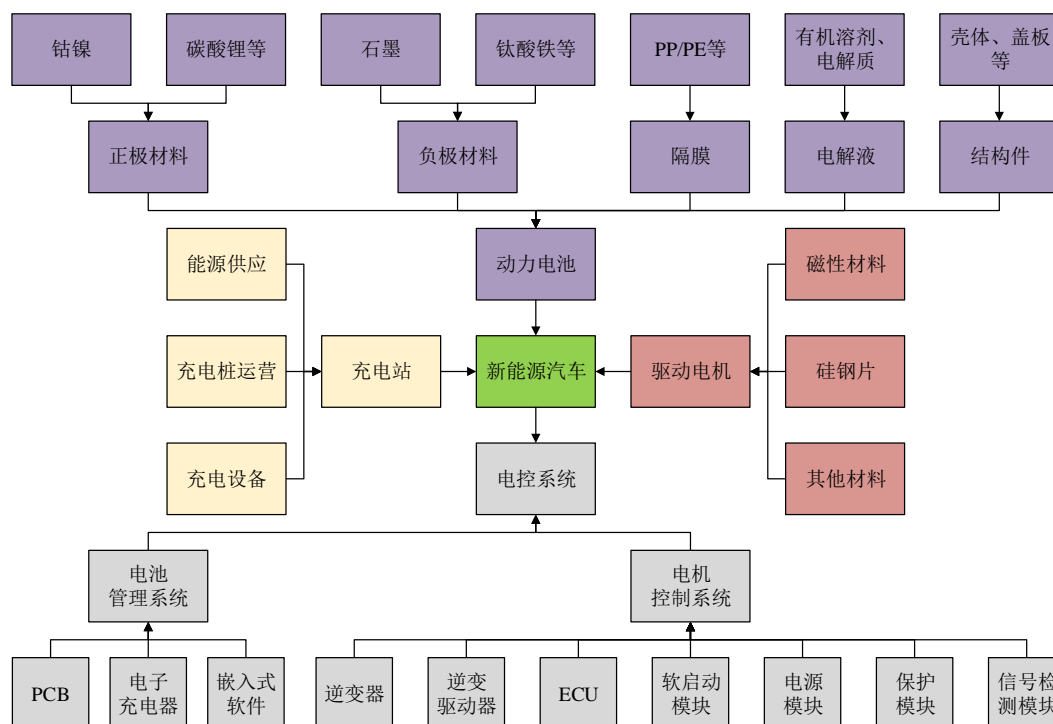 钴镍
碳酸锂等
石墨
钛酸铁等
PP/PE等
有机溶剂、
电解质
壳体、盖板
等
正极材料
负极材料
隔膜
电解液
结构件
能源供应
动力电池
磁性材料
充电桩运营
充电站
新能源汽车
驱动电机
硅钢片
充电设备
电控系统
其他材料
电池
管理系统
电机
控制系统
PCB
电子
充电器
嵌入式
软件
逆变器
逆变
驱动器
ECU
软启动
模块
电源
模块
保护
模块
信号检
测模块